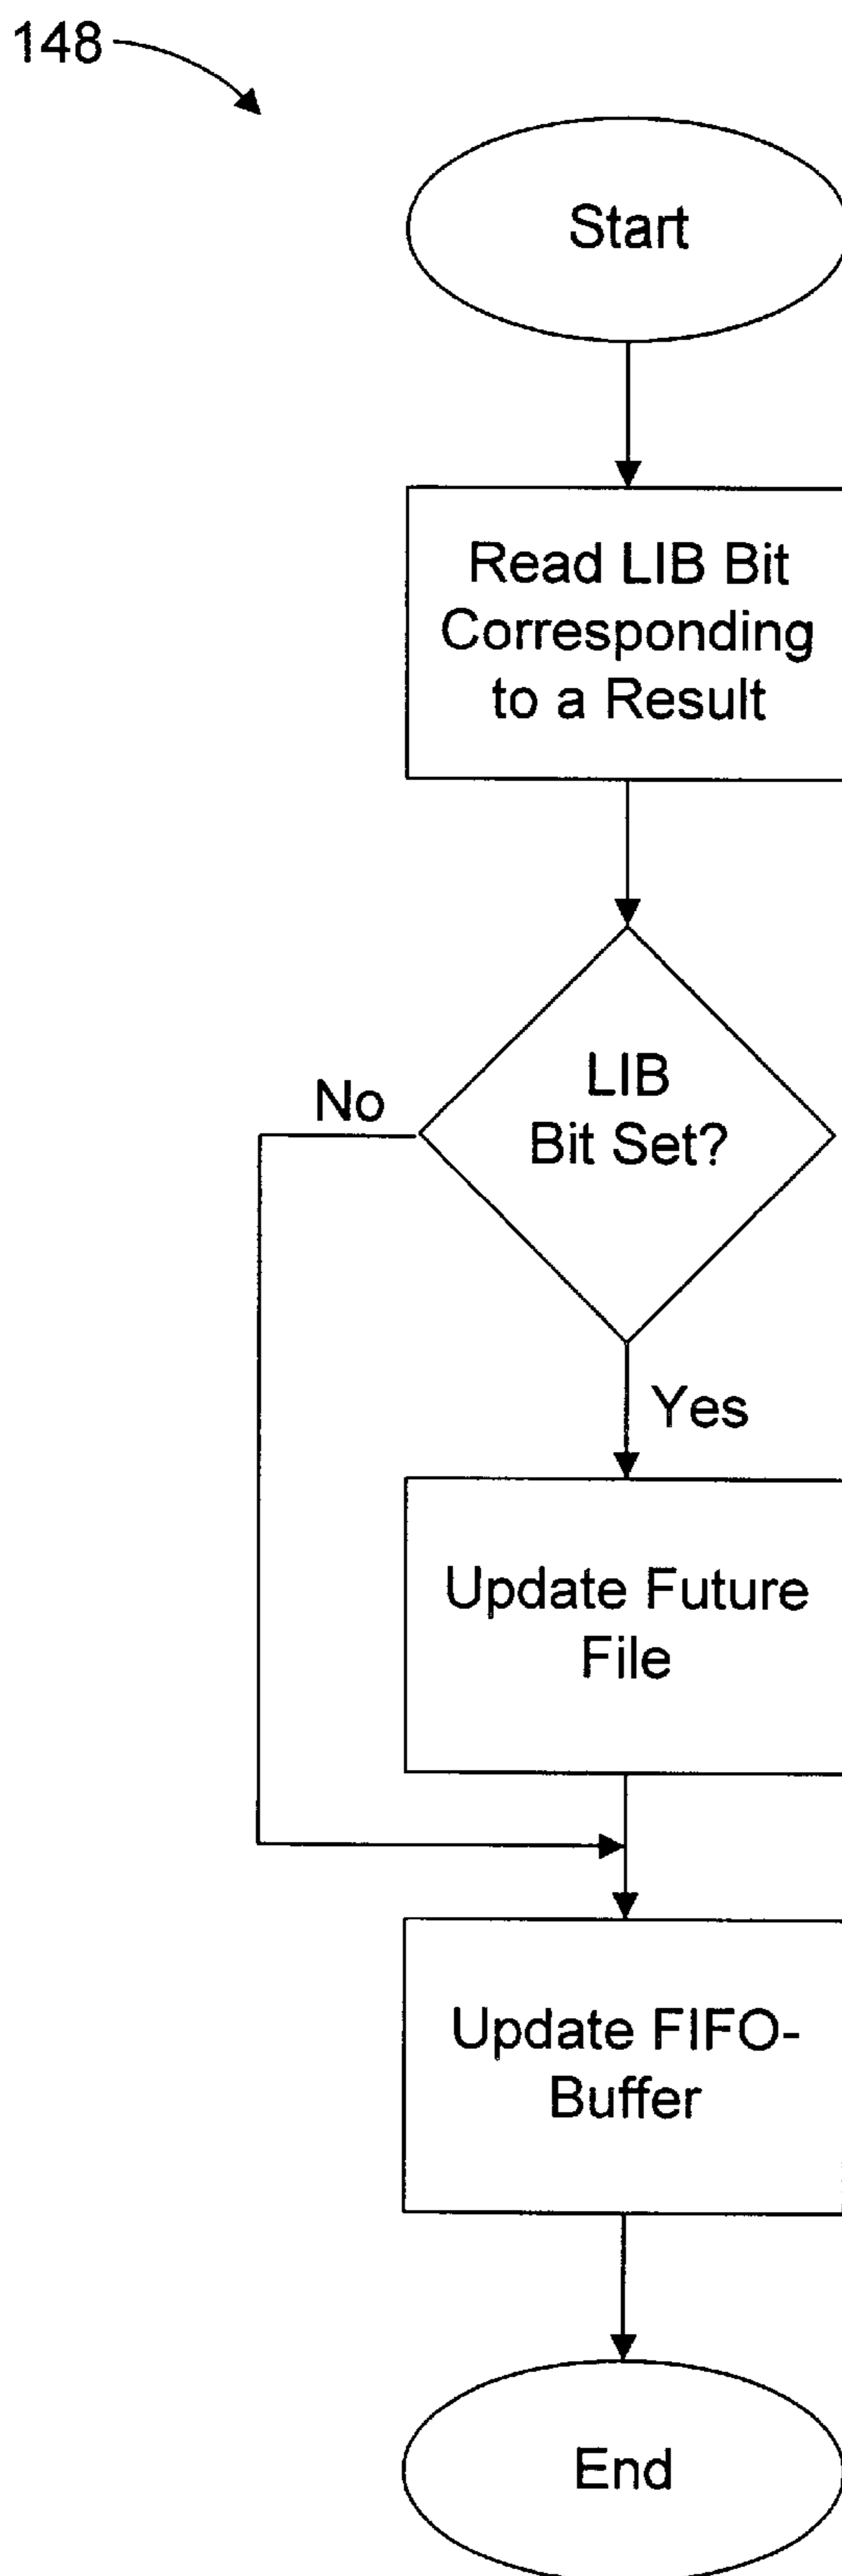 148
Start
Read LIB Bit
Corresponding
to a Result
LIB
Bit Set?
No
Yes
Update Future
File
Update FIFO-
Buffer
End